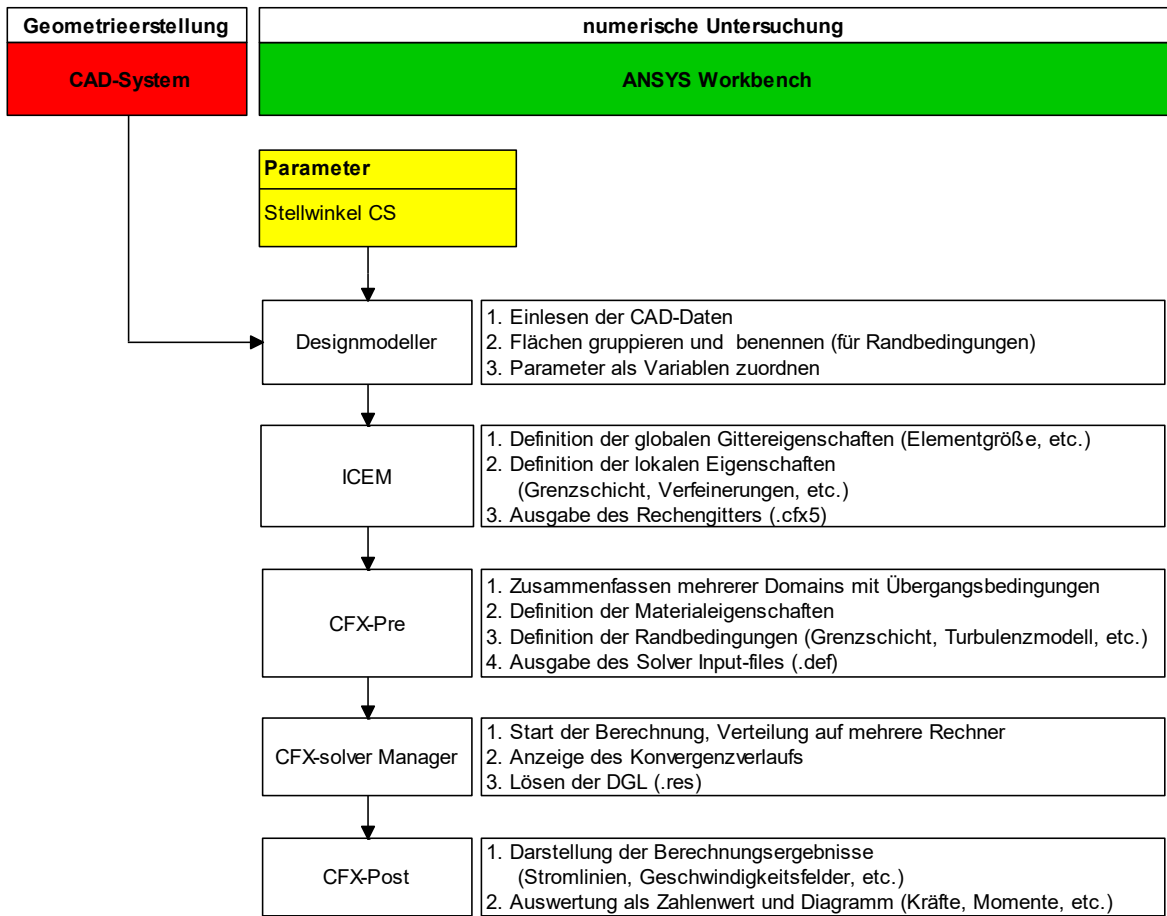 Geometrieerstellung
numerische Untersuchung
CAD-System
ANSYS Workbench
Parameter
Stellwinkel CS
Designmodeller
1. Einlesen der CAD-Daten
2. Flächen gruppieren und benennen (für Randbedingungen)
3. Parameter als Variablen zuordnen
ICEM
1. Definition der globalen Gittereigenschaften (Elementgröße, etc.)
2. Definition der lokalen Eigenschaften
(Grenzschicht, Verfeinerungen, etc.)
3. Ausgabe des Rechengitters (.cfx5)
CFX-Pre
1. Zusammenfassen mehrerer Domains mit Übergangsbedingungen
2. Definition der Materialeigenschaften
3. Definition der Randbedingungen (Grenzschicht, Turbulenzmodell, etc.)
4. Ausgabe des Solver Input-files (.def)
CFX-solver Manager
1. Start der Berechnung, Verteilung auf mehrere Rechner
2. Anzeige des Konvergenzverlaufs
3. Lösen der DGL (.res)
CFX-Post
1. Darstellung der Berechnungsergebnisse
(Stromlinien, Geschwindigkeitsfelder, etc.)
2. Auswertung als Zahlenwert und Diagramm (Kräfte, Momente, etc.)